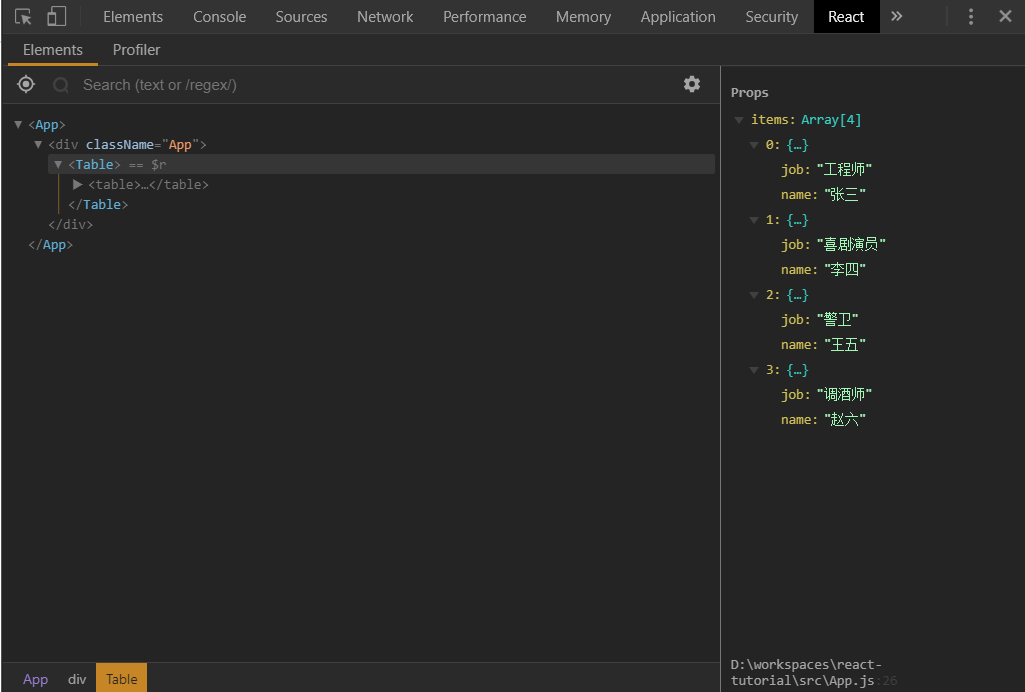 Elements Console Sources Network Performance Memory Application Security React »
Elements Profiler
Search (text or /regex/)
▼ <App>
▼ <div className="App">
▼ <Table> == $r
▶ <table>…</table>
</Table>
</div>
</App>
App div Table
Props
items: Array[4]
0: {…}
job: "工程师"
name: "张三"
1: {…}
job: "喜剧演员"
name: "李四"
2: {…}
job: "警卫"
name: "王五"
3: {…}
job: "调酒师"
name: "赵六"
D:\workspaces\react-
tutorial\src\App.js:26